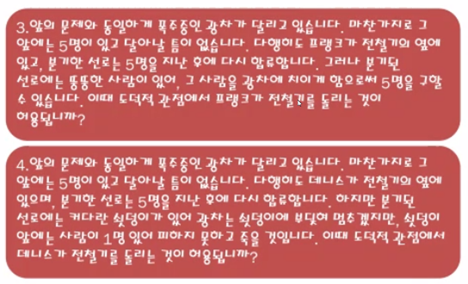 3.앞의 문제와 동일하게 폭주중인 광차가 달리고 있습니다. 마찬가지로 그
앞에는 5명이 있고 달아날 틈이 없습니다. 다행히도 프랭크가 전철기의 옆에
있고, 분기한 선로는 5명을 지난 후에 다시 합류합니다. 그러나 분기된
선로에는 뚱뚱한 사람이 있어, 그 사람을 광차에 치이게 함으로써 5명을 구할
수 있습니다. 이때 도덕적 관점에서 프랭크가 전철기를 돌리는 것이
허용됩니까?
4.앞의 문제와 동일하게 폭주중인 광차가 달리고 있습니다. 마찬가지로 그
앞에는 5명이 있고 달아날 틈이 없습니다. 다행히도 데니스가 전철기의 옆에
있으며, 분기한 선로는 5명을 지난 후에 다시 합류합니다. 하지만 분기된
선로에는 커다란 쇳덩이가 있어 광차는 쇳덩이에 부딪혀 멈추겠지만, 쇳덩이
앞에는 사람이 1명 있어 피하지 못하고 죽을 것입니다. 이때 도덕적 관점에서
데니스가 전철기를 돌리는 것이 허용됩니까?